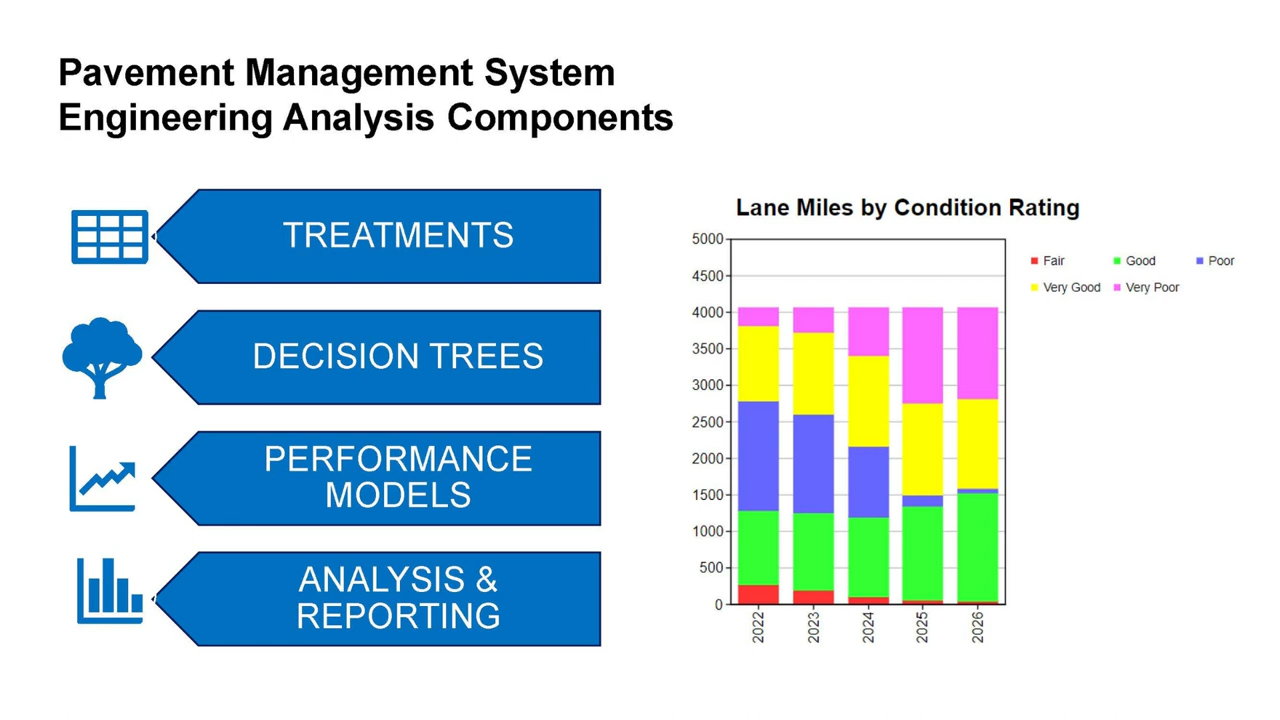 Pavement Management System
Engineering Analysis Components
TREATMENTS
DECISION TREES
PERFORMANCE
MODELS
ANALYSIS &
REPORTING
Lane Miles by Condition Rating
5000
4500
4000
3500
3000
2500
2000
1500
1000
500
0
2022
2023
2024
2025
2026
Fair
Good
Poor
Very Good
Very Poor